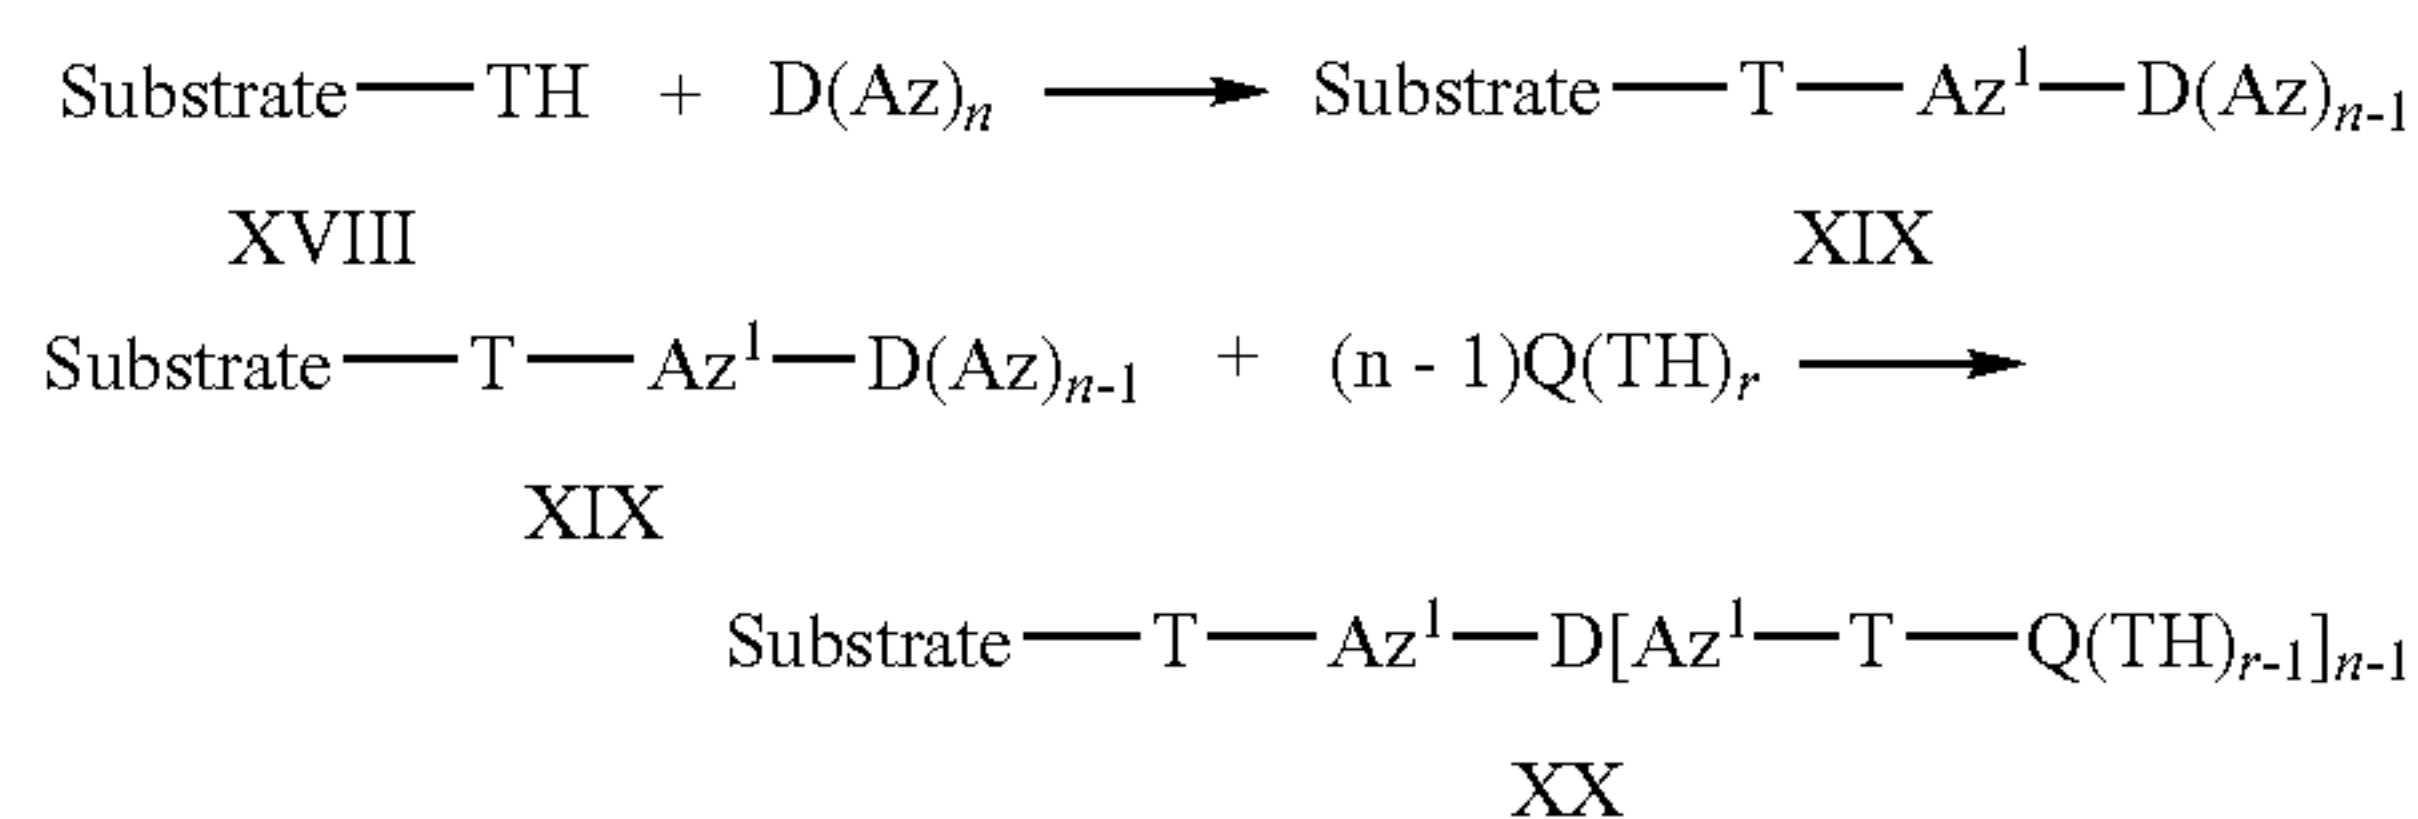 Substrate—TH + D(Az)n ⟶ Substrate—T—Az¹—D(Az)n-1
XVIII XIX
Substrate—T—Az¹—D(Az)n-1 + (n - 1)Q(TH)r ⟶
XIX
Substrate—T—Az¹—D[Az¹—T—Q(TH)r-1]n-1
XX